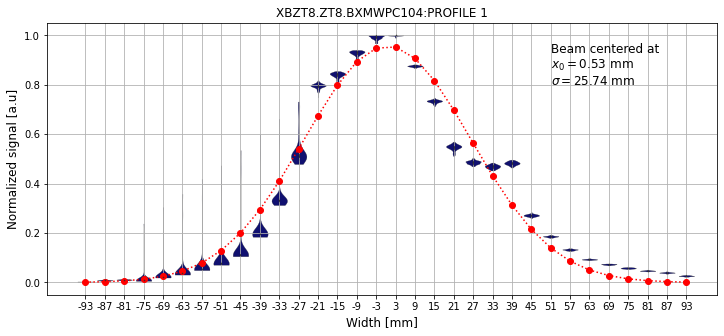 XBZT8.ZT8.BXMWPC104:PROFILE 1
Normalized signal [a.u]
1.0
0.8
0.6
0.4
0.2
0.0
Beam centered at
x₀ = 0.53 mm
σ = 25.74 mm
-93 -87 -81 -75 -69 -63 -57 -51 -45 -39 -33 -27 -21 -15 -9 -3 3 9 15 21 27 33 39 45 51 57 63 69 75 81 87 93
Width [mm]